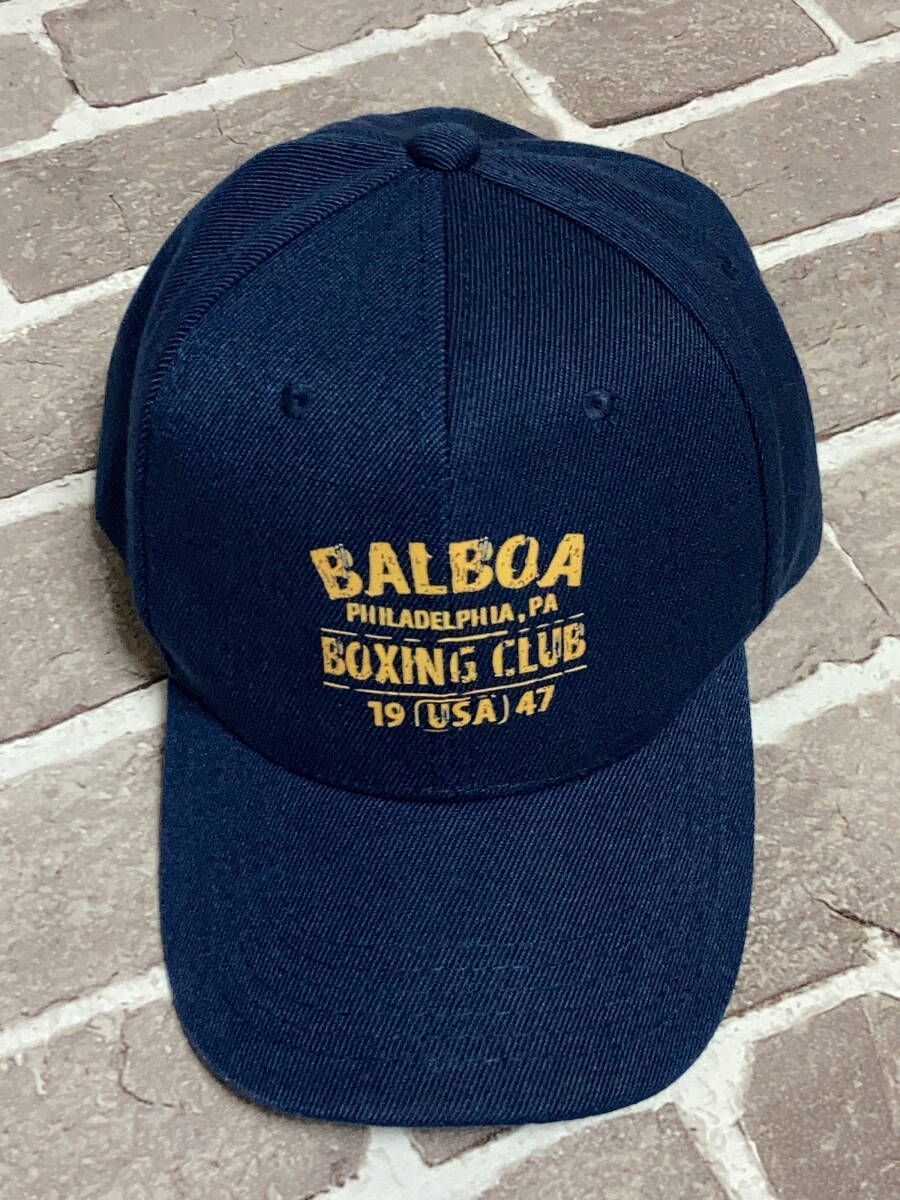 BALBOA
PHILADELPHIA, PA
BOXING CLUB
19 (USA) 47